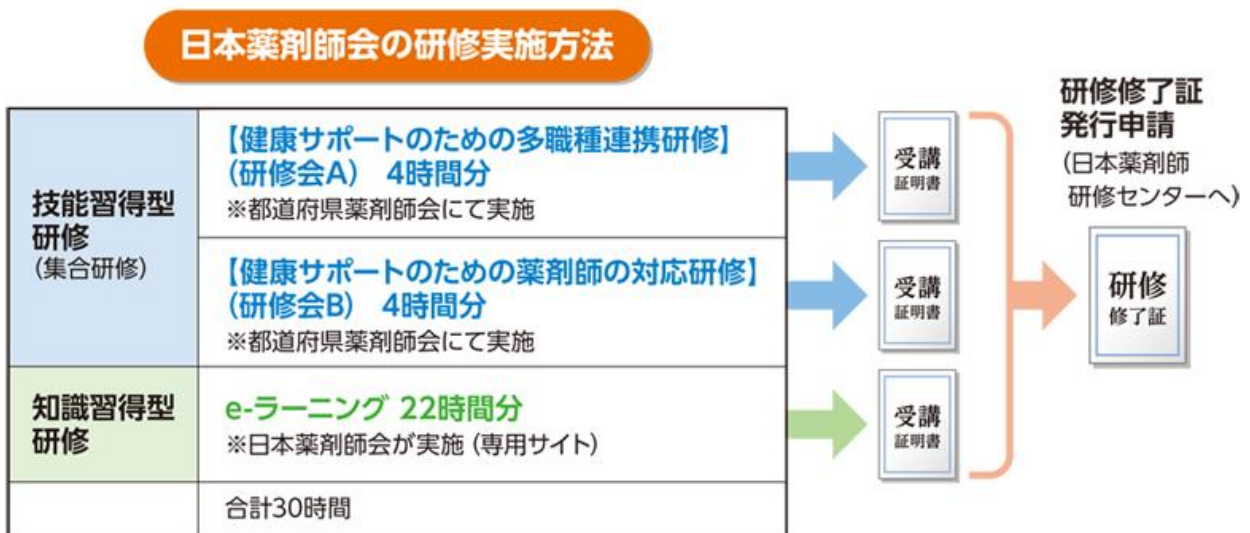 日本薬剤師会の研修実施方法
技能習得型
研修
(集合研修)
【健康サポートのための多職種連携研修】
(研修会A) 4時間分
※都道府県薬剤師会にて実施
【健康サポートのための薬剤師の対応研修】
(研修会B) 4時間分
※都道府県薬剤師会にて実施
知識習得型
研修
e-ラーニング 22時間分
※日本薬剤師会が実施(専用サイト)
合計30時間
受講
証明書
受講
証明書
受講
証明書
研修修了証
発行申請
(日本薬剤師
研修センターへ)
研修
修了証